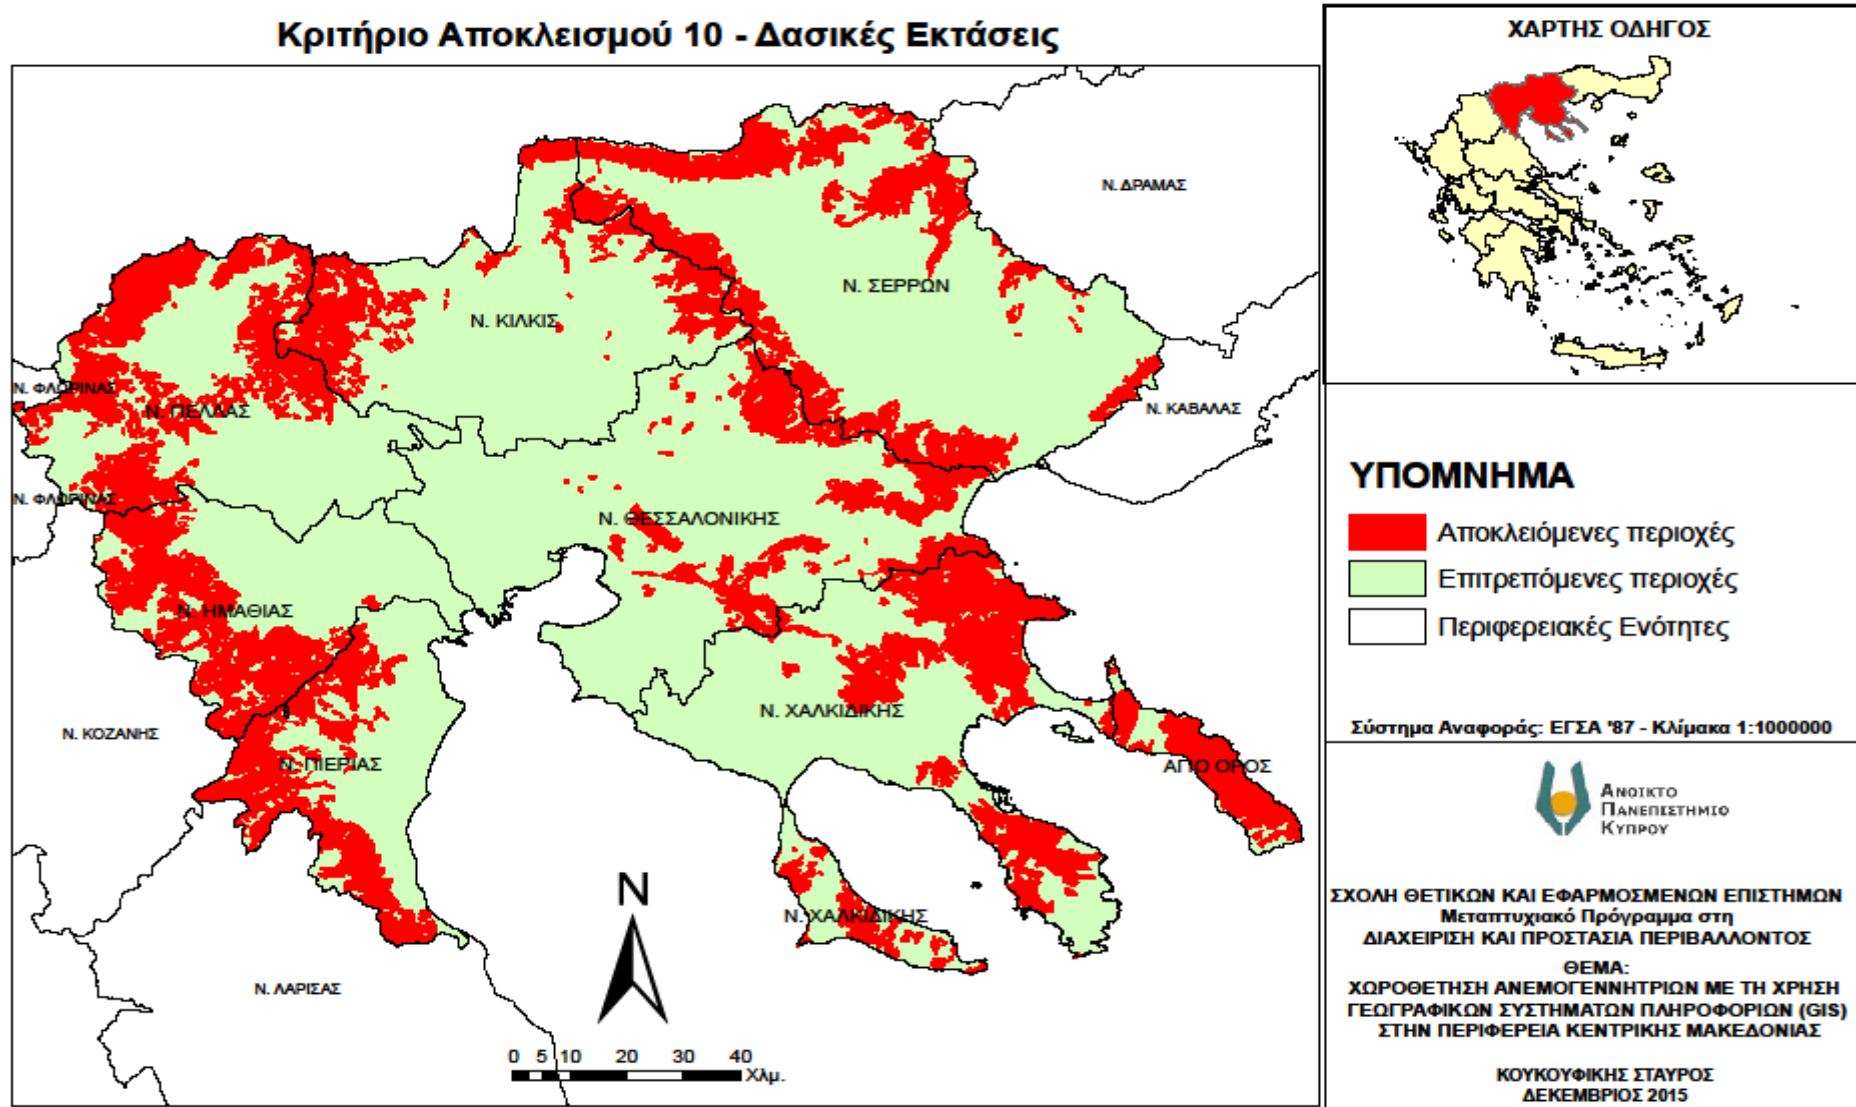 Κριτήριο Αποκλεισμού 10 - Δασικές Εκτάσεις
ΧΑΡΤΗΣ ΟΔΗΓΟΣ
Ν. ΔΡΑΜΑΣ
Ν. ΣΕΡΡΩΝ
Ν. ΚΙΛΚΙΣ
Ν. ΦΛΩΡΙΝΑΣ
Ν. ΠΕΛΛΑΣ
Ν. ΚΑΒΑΛΑΣ
Ν. ΦΛΩΡΙΝΑΣ
Ν. ΘΕΣΣΑΛΟΝΙΚΗΣ
Ν. ΗΜΑΘΙΑΣ
Ν. ΧΑΛΚΙΔΙΚΗΣ
Ν. ΚΟΖΑΝΗΣ
Ν. ΠΙΕΡΙΑΣ
ΑΓΙΟ ΟΡΟΣ
Ν. ΧΑΛΚΙΔΙΚΗΣ
Ν. ΛΑΡΙΣΑΣ
N
0 5 10 20 30 40
Χλμ.
ΥΠΟΜΝΗΜΑ
Αποκλειόμενες περιοχές
Επιτρεπόμενες περιοχές
Περιφερειακές Ενότητες
Σύστημα Αναφοράς: ΕΓΣΑ '87 - Κλίμακα 1:1000000
ΑΝΟΙΚΤΟ
ΠΑΝΕΠΙΣΤΗΜΙΟ
ΚΥΠΡΟΥ
ΣΧΟΛΗ ΘΕΤΙΚΩΝ ΚΑΙ ΕΦΑΡΜΟΣΜΕΝΩΝ ΕΠΙΣΤΗΜΩΝ
Μεταπτυχιακό Πρόγραμμα στη
ΔΙΑΧΕΙΡΙΣΗ ΚΑΙ ΠΡΟΣΤΑΣΙΑ ΠΕΡΙΒΑΛΛΟΝΤΟΣ
ΘΕΜΑ:
ΧΩΡΟΘΕΤΗΣΗ ΑΝΕΜΟΓΕΝΝΗΤΡΙΩΝ ΜΕ ΤΗ ΧΡΗΣΗ
ΓΕΩΓΡΑΦΙΚΩΝ ΣΥΣΤΗΜΑΤΩΝ ΠΛΗΡΟΦΟΡΙΩΝ (GIS)
ΣΤΗΝ ΠΕΡΙΦΕΡΕΙΑ ΚΕΝΤΡΙΚΗΣ ΜΑΚΕΔΟΝΙΑΣ
ΚΟΥΚΟΥΦΙΚΗΣ ΣΤΑΥΡΟΣ
ΔΕΚΕΜΒΡΙΟΣ 2015